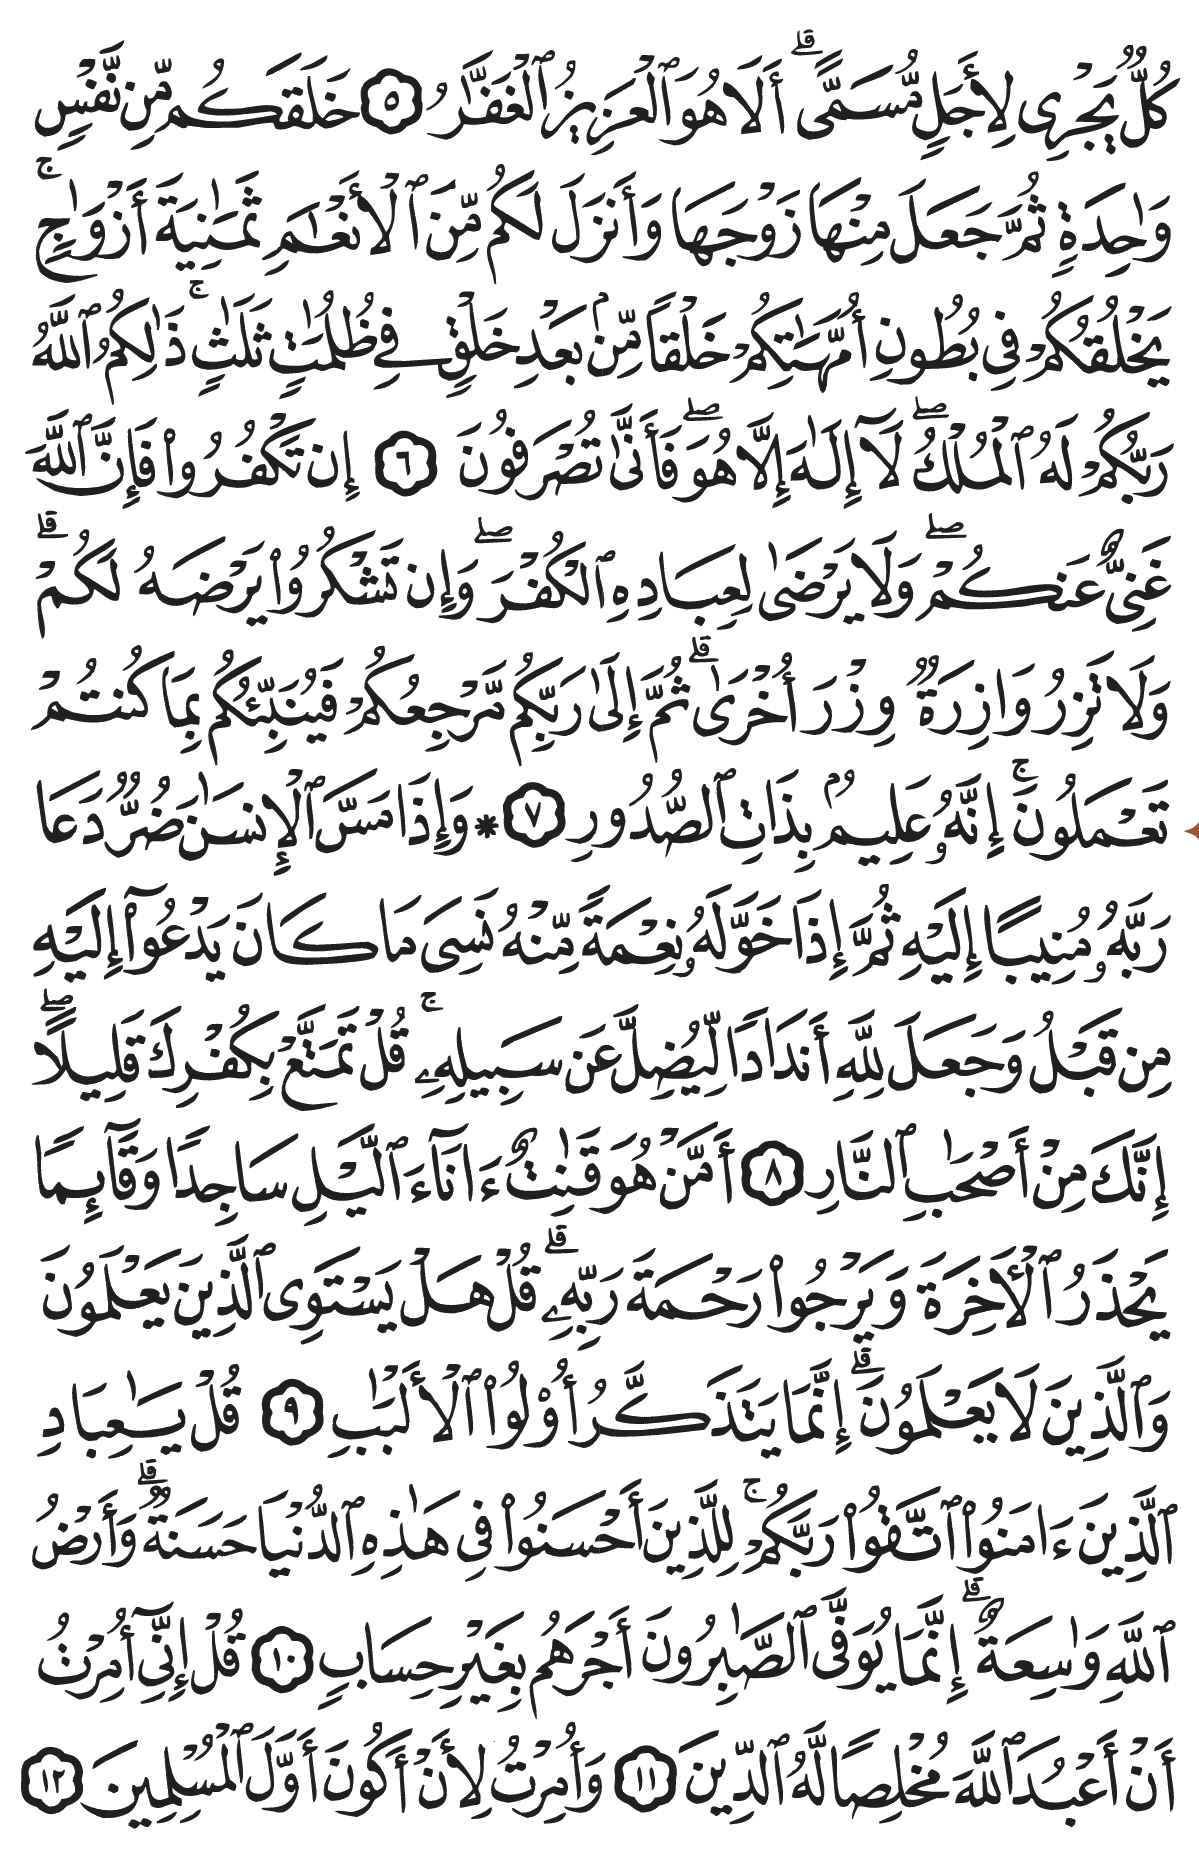 كُلٌّ يَجْرِى لِأَجَلٍ مُّسَمًّىۗ أَلَا هُوَ ٱلْعَزِيزُ ٱلْغَفَّـٰرُ ٥ خَلَقَكُم مِّن نَّفْسٍ
وَٰحِدَةٍ ثُمَّ جَعَلَ مِنْهَا زَوْجَهَا وَأَنزَلَ لَكُم مِّنَ ٱلْأَنْعَـٰمِ ثَمَـٰنِيَةَ أَزْوَٰجٍۚ
يَخْلُقُكُمْ فِى بُطُونِ أُمَّهَـٰتِكُمْ خَلْقًا مِّنۢ بَعْدِ خَلْقٍ فِى ظُلُمَـٰتٍ ثَلَـٰثٍۚ ذَٰلِكُمُ ٱللَّهُ
رَبُّكُمْ لَهُ ٱلْمُلْكُۖ لَآ إِلَـٰهَ إِلَّا هُوَۖ فَأَنَّىٰ تُصْرَفُونَ ٦ إِن تَكْفُرُوا۟ فَإِنَّ ٱللَّهَ
غَنِىٌّ عَنكُمْۖ وَلَا يَرْضَىٰ لِعِبَادِهِ ٱلْكُفْرَۖ وَإِن تَشْكُرُوا۟ يَرْضَهُ لَكُمْۗ
وَلَا تَزِرُ وَازِرَةٌ وِزْرَ أُخْرَىٰۗ ثُمَّ إِلَىٰ رَبِّكُم مَّرْجِعُكُمْ فَيُنَبِّئُكُم بِمَا كُنتُمْ
تَعْمَلُونَۚ إِنَّهُۥ عَلِيمٌۢ بِذَاتِ ٱلصُّدُورِ ٧ ۞ وَإِذَا مَسَّ ٱلْإِنسَـٰنَ ضُرٌّ دَعَا
رَبَّهُۥ مُنِيبًا إِلَيْهِ ثُمَّ إِذَا خَوَّلَهُۥ نِعْمَةً مِّنْهُ نَسِىَ مَا كَانَ يَدْعُوٓا۟ إِلَيْهِ
مِن قَبْلُ وَجَعَلَ لِلَّهِ أَندَادًا لِّيُضِلَّ عَن سَبِيلِهِۦۚ قُلْ تَمَتَّعْ بِكُفْرِكَ قَلِيلًاۖ
إِنَّكَ مِنْ أَصْحَـٰبِ ٱلنَّارِ ٨ أَمَّنْ هُوَ قَـٰنِتٌ ءَانَآءَ ٱلَّيْلِ سَاجِدًا وَقَآئِمًا
يَحْذَرُ ٱلْـَٔاخِرَةَ وَيَرْجُوا۟ رَحْمَةَ رَبِّهِۦۗ قُلْ هَلْ يَسْتَوِى ٱلَّذِينَ يَعْلَمُونَ
وَٱلَّذِينَ لَا يَعْلَمُونَۗ إِنَّمَا يَتَذَكَّرُ أُو۟لُوا۟ ٱلْأَلْبَـٰبِ ٩ قُلْ يَـٰعِبَادِ
ٱلَّذِينَ ءَامَنُوا۟ ٱتَّقُوا۟ رَبَّكُمْۚ لِلَّذِينَ أَحْسَنُوا۟ فِى هَـٰذِهِ ٱلدُّنْيَا حَسَنَةٌۗ وَأَرْضُ
ٱللَّهِ وَٰسِعَةٌۗ إِنَّمَا يُوَفَّى ٱلصَّـٰبِرُونَ أَجْرَهُم بِغَيْرِ حِسَابٍ ١٠ قُلْ إِنِّىٓ أُمِرْتُ
أَنْ أَعْبُدَ ٱللَّهَ مُخْلِصًا لَّهُ ٱلدِّينَ ١١ وَأُمِرْتُ لِأَنْ أَكُونَ أَوَّلَ ٱلْمُسْلِمِينَ ١٢